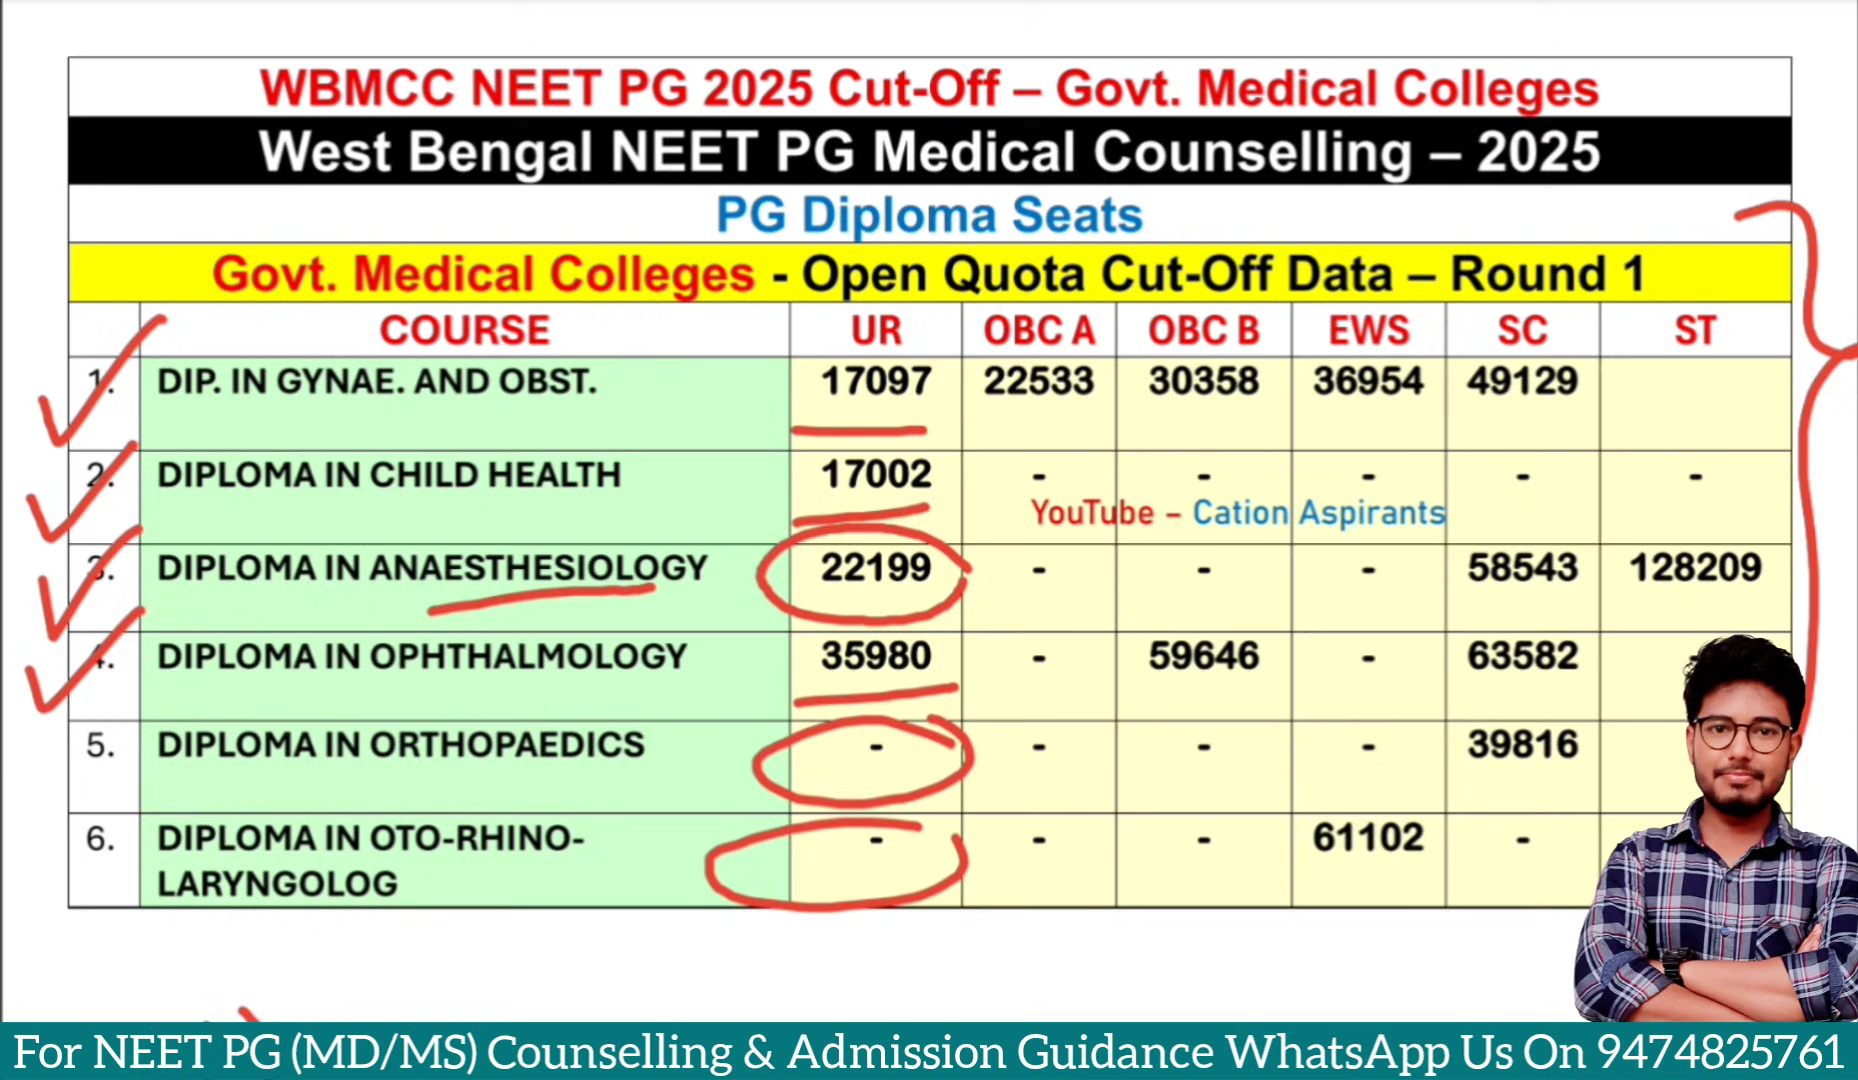 WBMCC NEET PG 2025 Cut-Off – Govt. Medical Colleges
West Bengal NEET PG Medical Counselling – 2025
PG Diploma Seats
Govt. Medical Colleges - Open Quota Cut-Off Data – Round 1
COURSE UR OBC A OBC B EWS SC ST
1. DIP. IN GYNAE. AND OBST. 17097 22533 30358 36954 49129
2. DIPLOMA IN CHILD HEALTH 17002 - - - - -
YouTube – Cation Aspirants
3. DIPLOMA IN ANAESTHESIOLOGY 22199 - - - 58543 128209
4. DIPLOMA IN OPHTHALMOLOGY 35980 - 59646 - 63582 -
5. DIPLOMA IN ORTHOPAEDICS - - - - 39816
6. DIPLOMA IN OTO-RHINO- - - - 61102 -
LARYNGOLOG
For NEET PG (MD/MS) Counselling & Admission Guidance WhatsApp Us On 9474825761